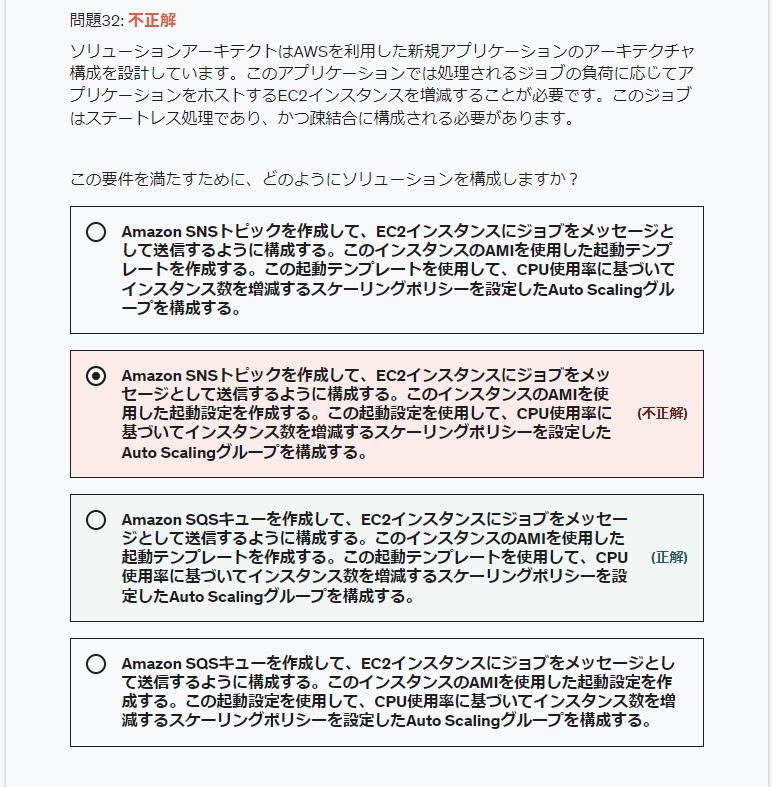 問題32: 不正解
ソリューションアーキテクトはAWSを利用した新規アプリケーションのアーキテクチャ
構成を設計しています。このアプリケーションでは処理されるジョブの負荷に応じてア
プリケーションをホストするEC2インスタンスを増減することが必要です。このジョブ
はステートレス処理であり、かつ疎結合に構成される必要があります。
この要件を満たすために、どのようにソリューションを構成しますか？
Amazon SNSトピックを作成して、EC2インスタンスにジョブをメッセージと
して送信するように構成する。このインスタンスのAMIを使用した起動テンプ
レートを作成する。この起動テンプレートを使用して、CPU使用率に基づいて
インスタンス数を増減するスケーリングポリシーを設定したAuto Scalingグル
ープを構成する。
Amazon SNSトピックを作成して、EC2インスタンスにジョブをメッ
セージとして送信するように構成する。このインスタンスのAMIを使
用した起動設定を作成する。この起動設定を使用して、CPU使用率に
基づいてインスタンス数を増減するスケーリングポリシーを設定した
Auto Scalingグループを構成する。
(不正解)
Amazon SQSキューを作成して、EC2インスタンスにジョブをメッセー
ジとして送信するように構成する。このインスタンスのAMIを使用した
起動テンプレートを作成する。この起動テンプレートを使用して、CPU
使用率に基づいてインスタンス数を増減するスケーリングポリシーを設
定したAuto Scalingグループを構成する。
(正解)
Amazon SQSキューを作成して、EC2インスタンスにジョブをメッセージとし
て送信するように構成する。このインスタンスのAMIを使用した起動設定を作
成する。この起動設定を使用して、CPU使用率に基づいてインスタンス数を増
減するスケーリングポリシーを設定したAuto Scalingグループを構成する。